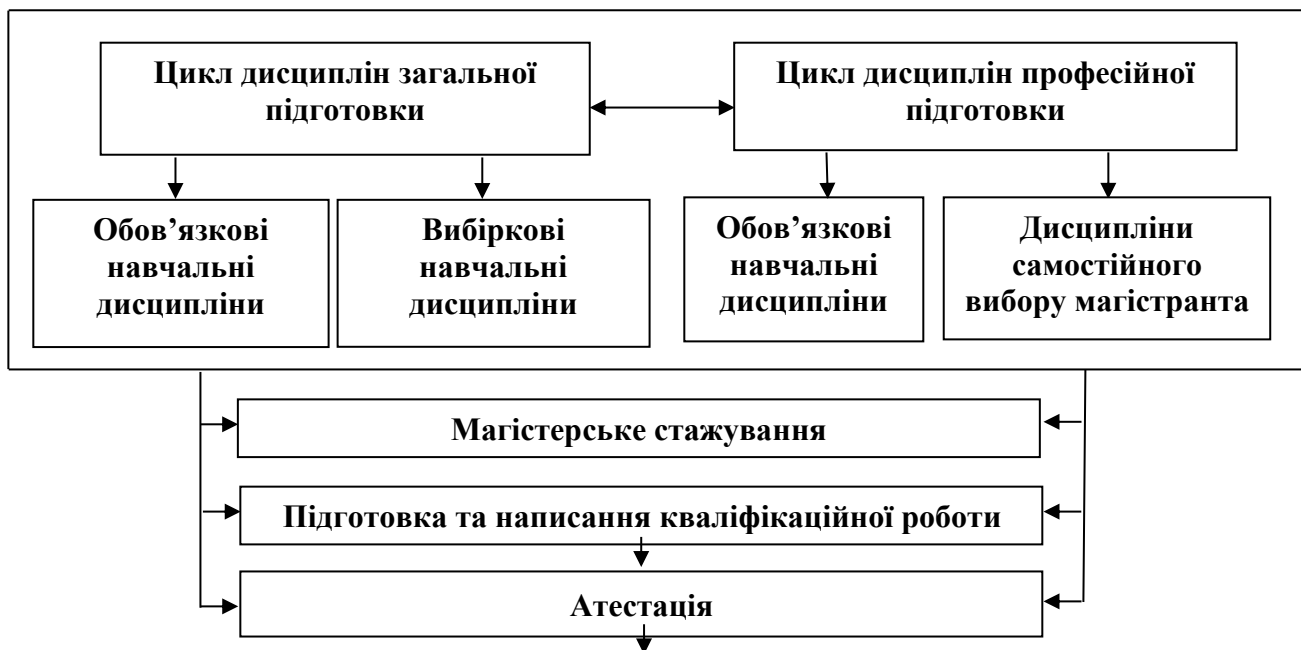 Цикл дисциплін загальної
підготовки
Цикл дисциплін професійної
підготовки
Обов’язкові
навчальні
дисципліни
Вибіркові
навчальні
дисципліни
Обов’язкові
навчальні
дисципліни
Дисципліни
самостійного
вибору магістранта
Магістерське стажування
Підготовка та написання кваліфікаційної роботи
Атестація